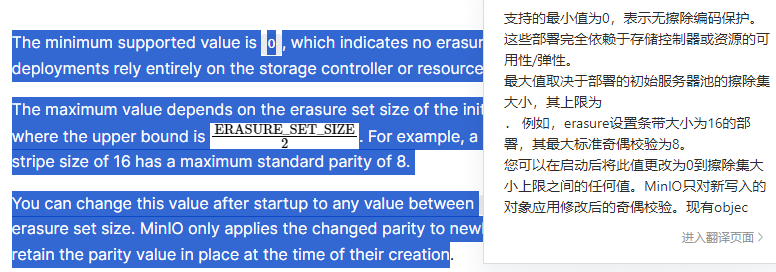 The minimum supported value is 0, which indicates no erasur
deployments rely entirely on the storage controller or resource
The maximum value depends on the erasure set size of the init
where the upper bound is ERASURE_SET_SIZE/2. For example, a
stripe size of 16 has a maximum standard parity of 8.
You can change this value after startup to any value between
erasure set size. MinIO only applies the changed parity to newl
retain the parity value in place at the time of their creation.
支持的最小值为0，表示无擦除编码保护。
这些部署完全依赖于存储控制器或资源的可
用性/弹性。
最大值取决于部署的初始服务器池的擦除集
大小，其上限为
．例如，erasure设置条带大小为16的部
署，其最大标准奇偶校验为8。
您可以在启动后将此值更改为0到擦除集大
小上限之间的任何值。MinIO只对新写入的
对象应用修改后的奇偶校验。现有objec
进入翻译页面 >